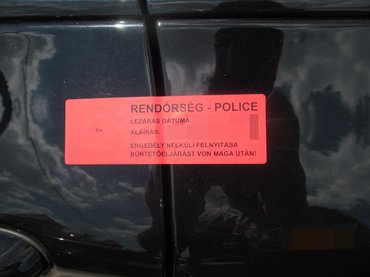 RENDŐRSÉG - POLICE
LEZÁRÁS DÁTUMA
ALÁÍRÁS:
ENGEDÉLY NÉLKÜLI FELNYITÁSA
BÜNTETŐELJÁRÁST VON MAGA UTÁN!